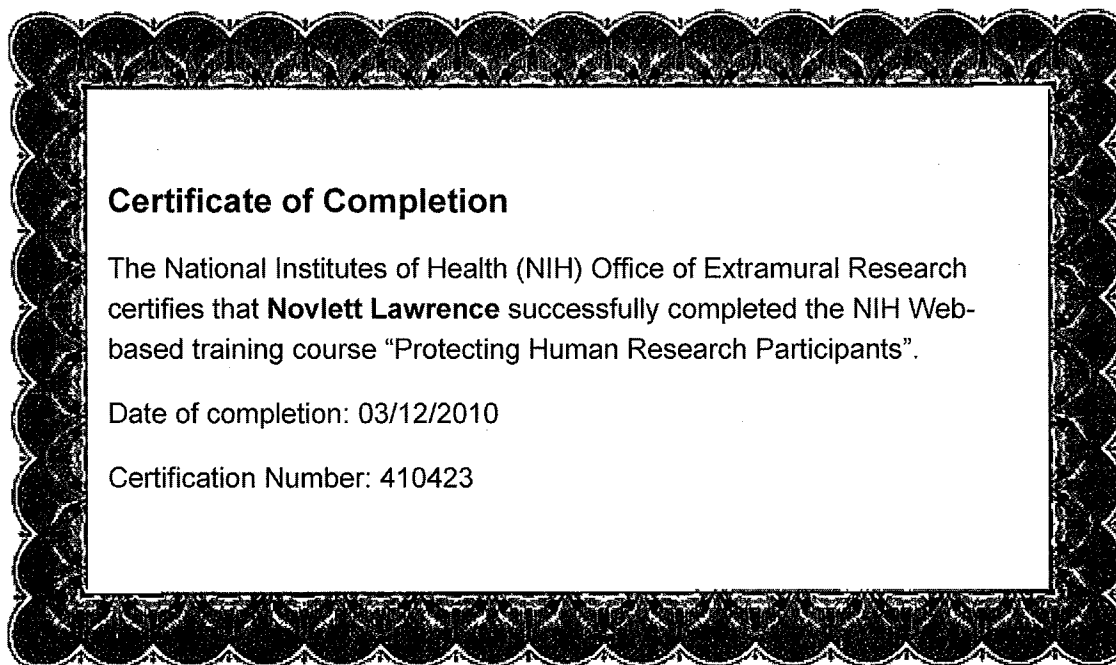 Certificate of Completion
The National Institutes of Health (NIH) Office of Extramural Research
certifies that Novlett Lawrence successfully completed the NIH Web-
based training course “Protecting Human Research Participants”.
Date of completion: 03/12/2010
Certification Number: 410423